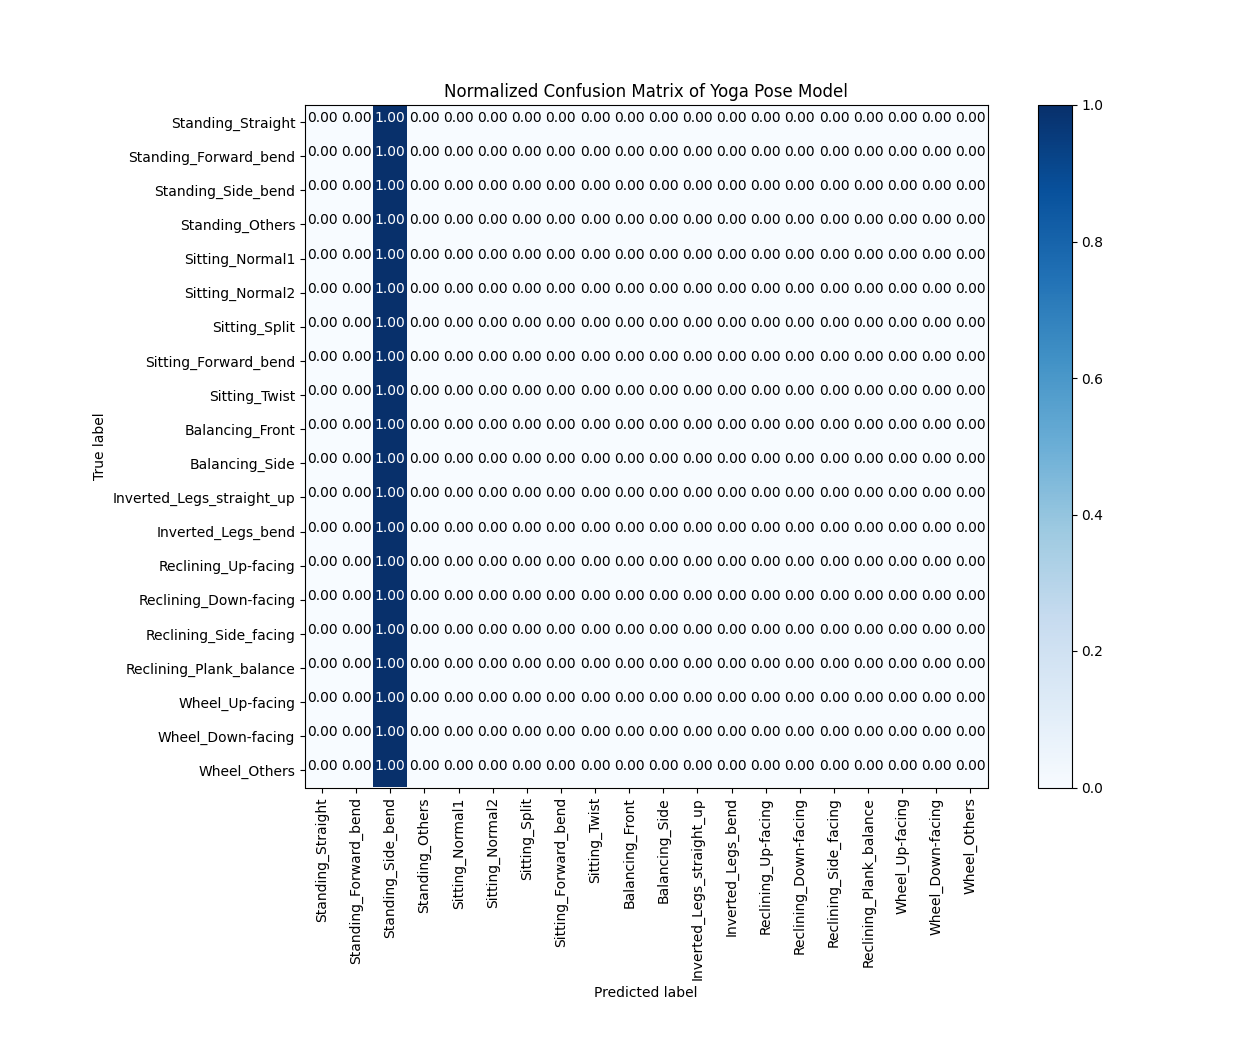 Normalized Confusion Matrix of Yoga Pose Model
Standing_Straight 0.00 0.00 1.00 0.00 0.00 0.00 0.00 0.00 0.00 0.00 0.00 0.00 0.00 0.00 0.00 0.00 0.00 0.00 0.00 0.00
Standing_Forward_bend 0.00 0.00 1.00 0.00 0.00 0.00 0.00 0.00 0.00 0.00 0.00 0.00 0.00 0.00 0.00 0.00 0.00 0.00 0.00 0.00
Standing_Side_bend 0.00 0.00 1.00 0.00 0.00 0.00 0.00 0.00 0.00 0.00 0.00 0.00 0.00 0.00 0.00 0.00 0.00 0.00 0.00 0.00
Standing_Others 0.00 0.00 1.00 0.00 0.00 0.00 0.00 0.00 0.00 0.00 0.00 0.00 0.00 0.00 0.00 0.00 0.00 0.00 0.00 0.00
Sitting_Normal1 0.00 0.00 1.00 0.00 0.00 0.00 0.00 0.00 0.00 0.00 0.00 0.00 0.00 0.00 0.00 0.00 0.00 0.00 0.00 0.00
Sitting_Normal2 0.00 0.00 1.00 0.00 0.00 0.00 0.00 0.00 0.00 0.00 0.00 0.00 0.00 0.00 0.00 0.00 0.00 0.00 0.00 0.00
Sitting_Split 0.00 0.00 1.00 0.00 0.00 0.00 0.00 0.00 0.00 0.00 0.00 0.00 0.00 0.00 0.00 0.00 0.00 0.00 0.00 0.00
Sitting_Forward_bend 0.00 0.00 1.00 0.00 0.00 0.00 0.00 0.00 0.00 0.00 0.00 0.00 0.00 0.00 0.00 0.00 0.00 0.00 0.00 0.00
Sitting_Twist 0.00 0.00 1.00 0.00 0.00 0.00 0.00 0.00 0.00 0.00 0.00 0.00 0.00 0.00 0.00 0.00 0.00 0.00 0.00 0.00
Balancing_Front 0.00 0.00 1.00 0.00 0.00 0.00 0.00 0.00 0.00 0.00 0.00 0.00 0.00 0.00 0.00 0.00 0.00 0.00 0.00 0.00
Balancing_Side 0.00 0.00 1.00 0.00 0.00 0.00 0.00 0.00 0.00 0.00 0.00 0.00 0.00 0.00 0.00 0.00 0.00 0.00 0.00 0.00
Inverted_Legs_straight_up 0.00 0.00 1.00 0.00 0.00 0.00 0.00 0.00 0.00 0.00 0.00 0.00 0.00 0.00 0.00 0.00 0.00 0.00 0.00 0.00
Inverted_Legs_bend 0.00 0.00 1.00 0.00 0.00 0.00 0.00 0.00 0.00 0.00 0.00 0.00 0.00 0.00 0.00 0.00 0.00 0.00 0.00 0.00
Reclining_Up-facing 0.00 0.00 1.00 0.00 0.00 0.00 0.00 0.00 0.00 0.00 0.00 0.00 0.00 0.00 0.00 0.00 0.00 0.00 0.00 0.00
Reclining_Down-facing 0.00 0.00 1.00 0.00 0.00 0.00 0.00 0.00 0.00 0.00 0.00 0.00 0.00 0.00 0.00 0.00 0.00 0.00 0.00 0.00
Reclining_Side_facing 0.00 0.00 1.00 0.00 0.00 0.00 0.00 0.00 0.00 0.00 0.00 0.00 0.00 0.00 0.00 0.00 0.00 0.00 0.00 0.00
Reclining_Plank_balance 0.00 0.00 1.00 0.00 0.00 0.00 0.00 0.00 0.00 0.00 0.00 0.00 0.00 0.00 0.00 0.00 0.00 0.00 0.00 0.00
Wheel_Up-facing 0.00 0.00 1.00 0.00 0.00 0.00 0.00 0.00 0.00 0.00 0.00 0.00 0.00 0.00 0.00 0.00 0.00 0.00 0.00 0.00
Wheel_Down-facing 0.00 0.00 1.00 0.00 0.00 0.00 0.00 0.00 0.00 0.00 0.00 0.00 0.00 0.00 0.00 0.00 0.00 0.00 0.00 0.00
Wheel_Others 0.00 0.00 1.00 0.00 0.00 0.00 0.00 0.00 0.00 0.00 0.00 0.00 0.00 0.00 0.00 0.00 0.00 0.00 0.00 0.00
True label
Standing_Straight
Standing_Forward_bend
Standing_Side_bend
Standing_Others
Sitting_Normal1
Sitting_Normal2
Sitting_Split
Sitting_Forward_bend
Sitting_Twist
Balancing_Front
Balancing_Side
Inverted_Legs_straight_up
Inverted_Legs_bend
Reclining_Up-facing
Reclining_Down-facing
Reclining_Side_facing
Reclining_Plank_balance
Wheel_Up-facing
Wheel_Down-facing
Wheel_Others
Predicted label
1.0
0.8
0.6
0.4
0.2
0.0